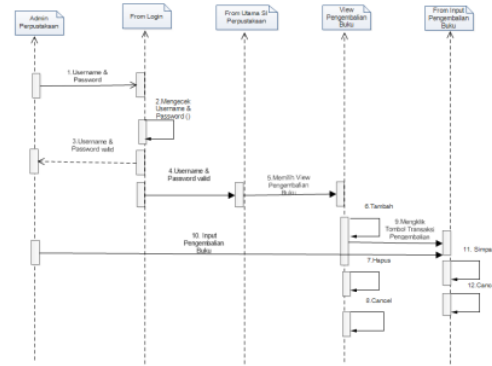 Admin
Perpustakaan
From Login
From Utama SI
Perpustakaan
View
Pengembalian
Buku
From Input
Pengembalian
Buku
1.Username &
Password
2.Mengecek
Username &
Password ()
3.Username &
Password valid
4.Username &
Password valid
5.Memilih View
Pengembalian
Buku
6.Tambah
9.Mengklik
Tombol Transaksi
Pengembalian
10. Input
Pengembalian
Buku
11. Simpa
7.Hapus
12.Canc
8.Cancel